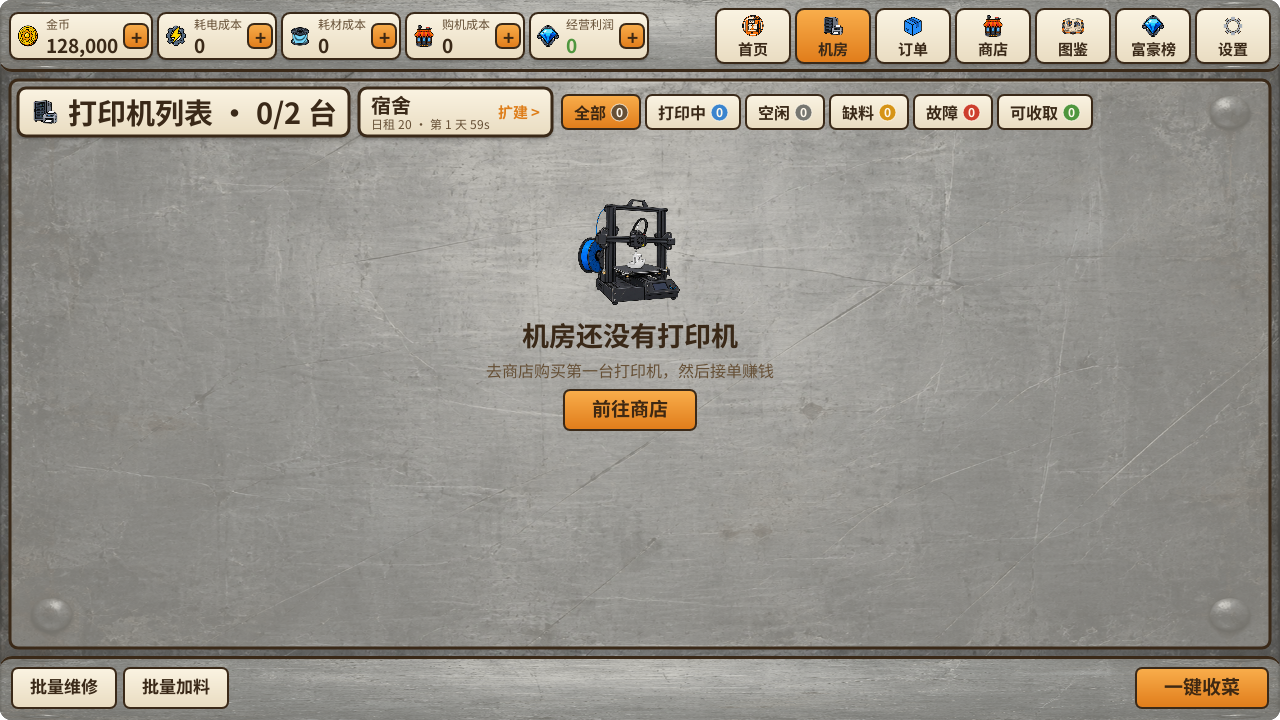 金币
128,000 +
耗电成本
0 +
耗材成本
0 +
购机成本
0 +
经营利润
0 +
首页
机房
订单
商店
图鉴
富豪榜
设置
打印机列表 · 0/2 台
宿舍
日租 20 · 第 1 天 59s
扩建 >
全部 0
打印中 0
空闲 0
缺料 0
故障 0
可收取 0
机房还没有打印机
去商店购买第一台打印机，然后接单赚钱
前往商店
批量维修
批量加料
一键收菜